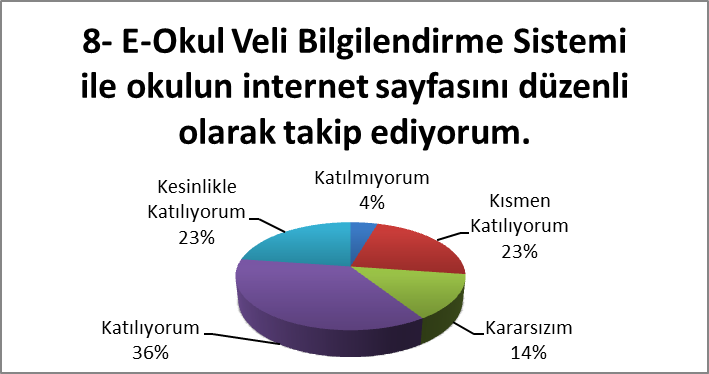 8- E-Okul Veli Bilgilendirme Sistemi
ile okulun internet sayfasını düzenli
olarak takip ediyorum.
Katılmıyorum
4%
Kısmen
Katılıyorum
23%
Kararsızım
14%
Katılıyorum
36%
Kesinlikle
Katılıyorum
23%